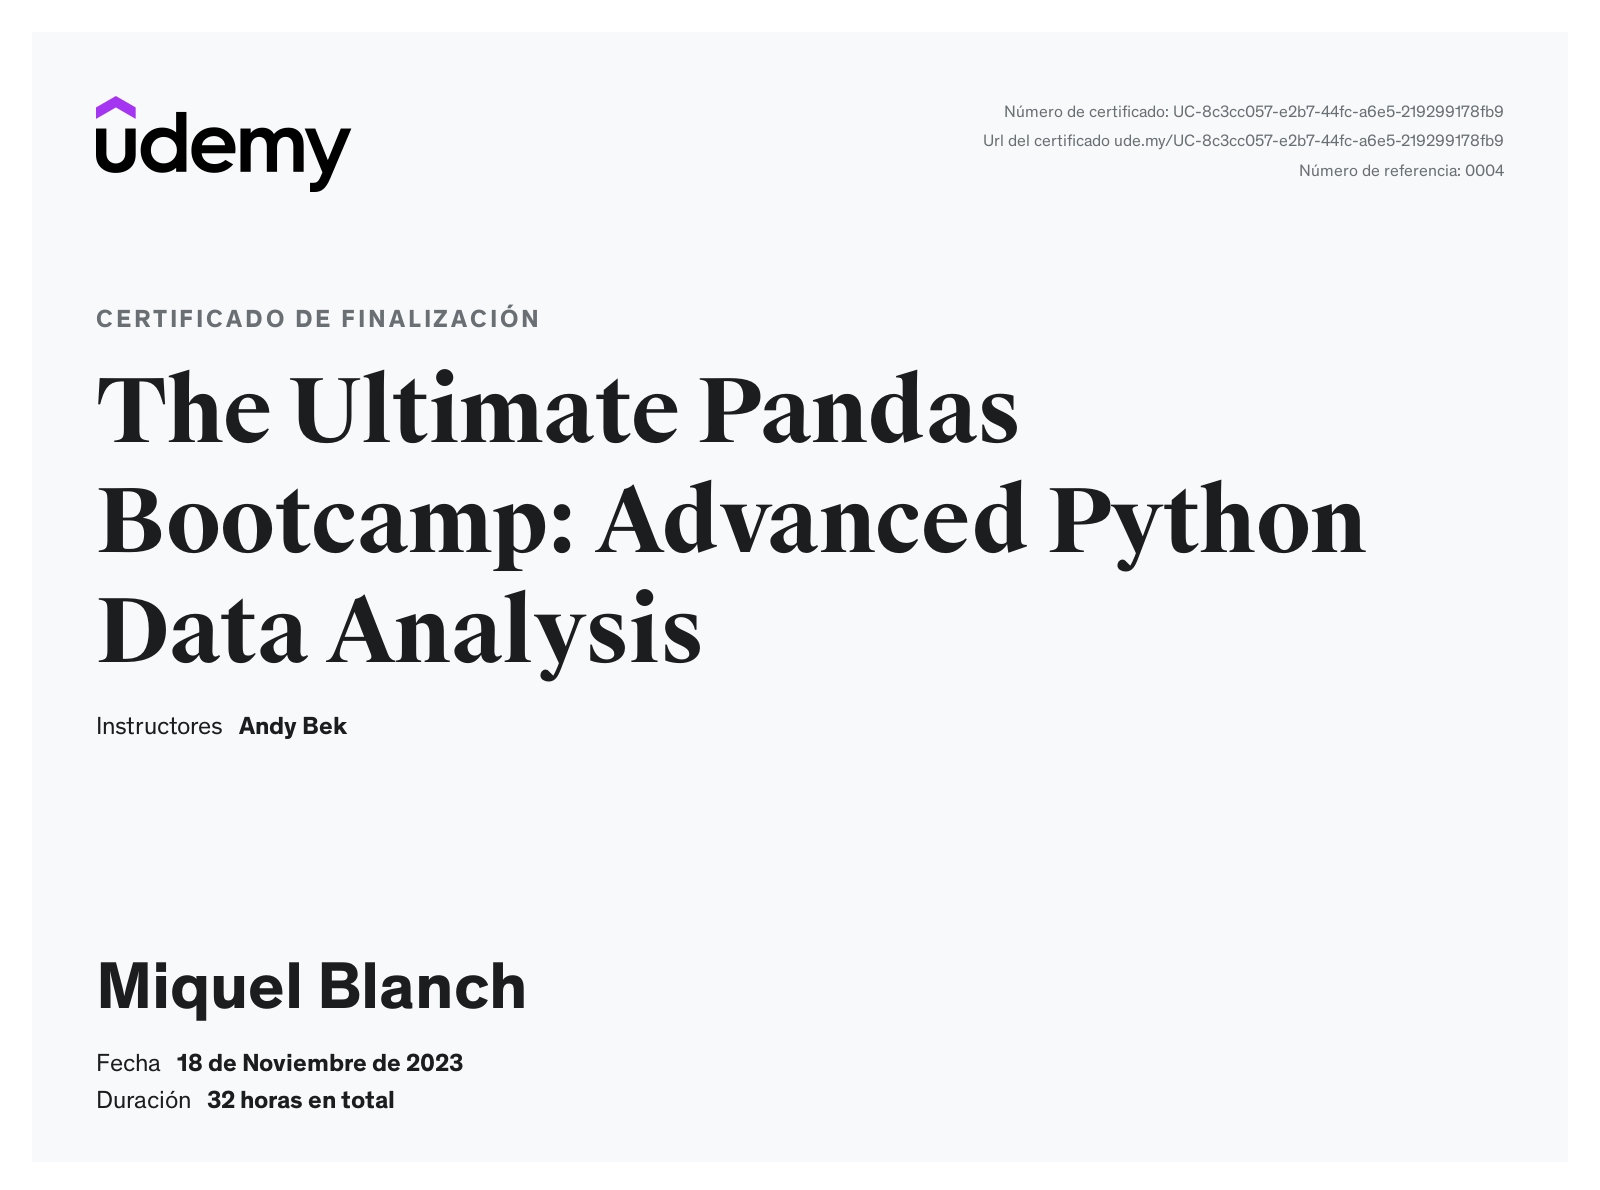 udemy
Número de certificado: UC-8c3cc057-e2b7-44fc-a6e5-219299178fb9
Url del certificado ude.my/UC-8c3cc057-e2b7-44fc-a6e5-219299178fb9
Número de referencia: 0004
CERTIFICADO DE FINALIZACIÓN
The Ultimate Pandas
Bootcamp: Advanced Python
Data Analysis
Instructores Andy Bek
Miquel Blanch
Fecha 18 de Noviembre de 2023
Duración 32 horas en total